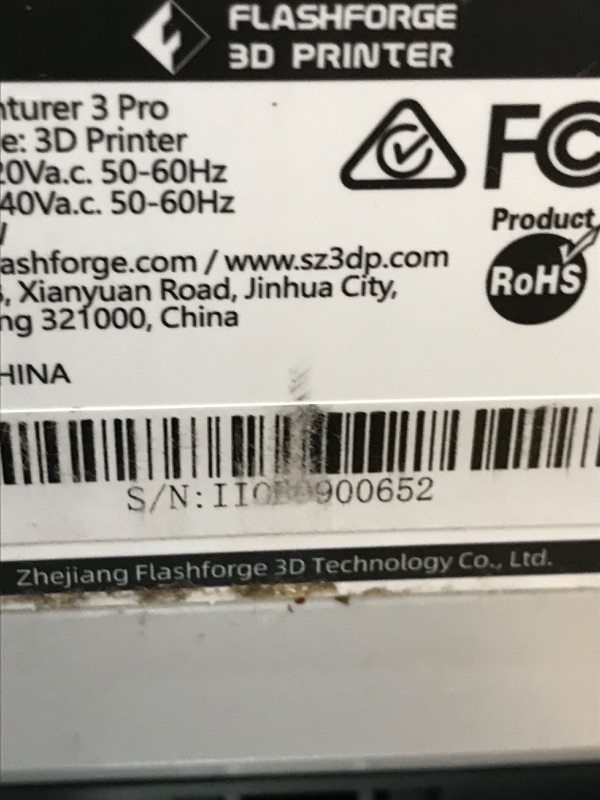 FLASHFORGE
3D PRINTER
nturer 3 Pro
e: 3D Printer
20Va.c. 50-60Hz
40Va.c. 50-60Hz
FC
Product
ashforge.com / www.sz3dp.com
RoHS
, Xianyuan Road, Jinhua City,
ng 321000, China
HINA
S/N:
Zhejiang Flashforge 3D Technology Co., Ltd.